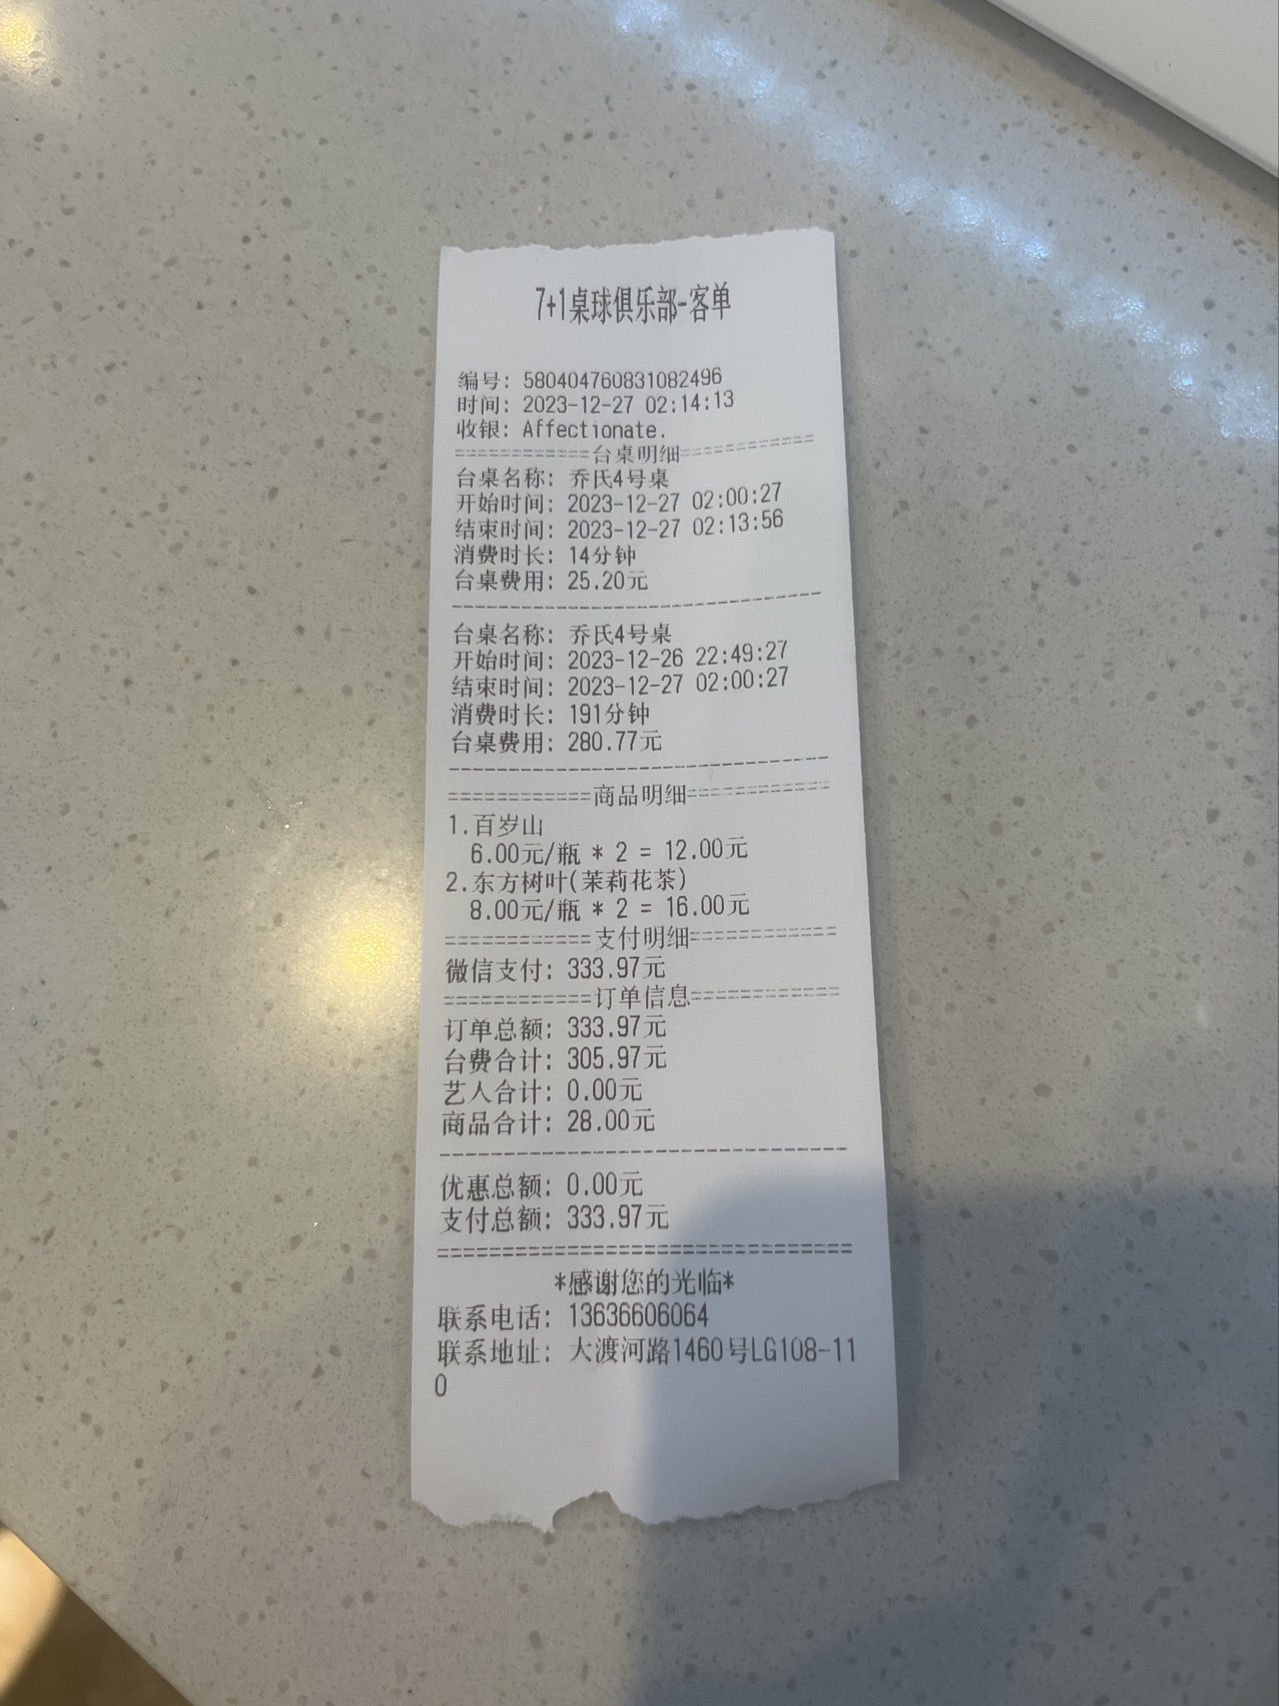 7+1桌球俱乐部-客单
编号: 580404760831082496
时间: 2023-12-27 02:14:13
收银: Affectionate.
============台桌明细============
台桌名称: 乔氏4号桌
开始时间: 2023-12-27 02:00:27
结束时间: 2023-12-27 02:13:56
消费时长: 14分钟
台桌费用: 25.20元
--------------------------------
台桌名称: 乔氏4号桌
开始时间: 2023-12-26 22:49:27
结束时间: 2023-12-27 02:00:27
消费时长: 191分钟
台桌费用: 280.77元
--------------------------------
============商品明细============
1.百岁山
6.00元/瓶 * 2 = 12.00元
2.东方树叶(茉莉花茶)
8.00元/瓶 * 2 = 16.00元
============支付明细============
微信支付: 333.97元
============订单信息============
订单总额: 333.97元
台费合计: 305.97元
艺人合计: 0.00元
商品合计: 28.00元
--------------------------------
优惠总额: 0.00元
支付总额: 333.97元
================================
*感谢您的光临*
联系电话: 13636606064
联系地址: 大渡河路1460号LG108-11
0